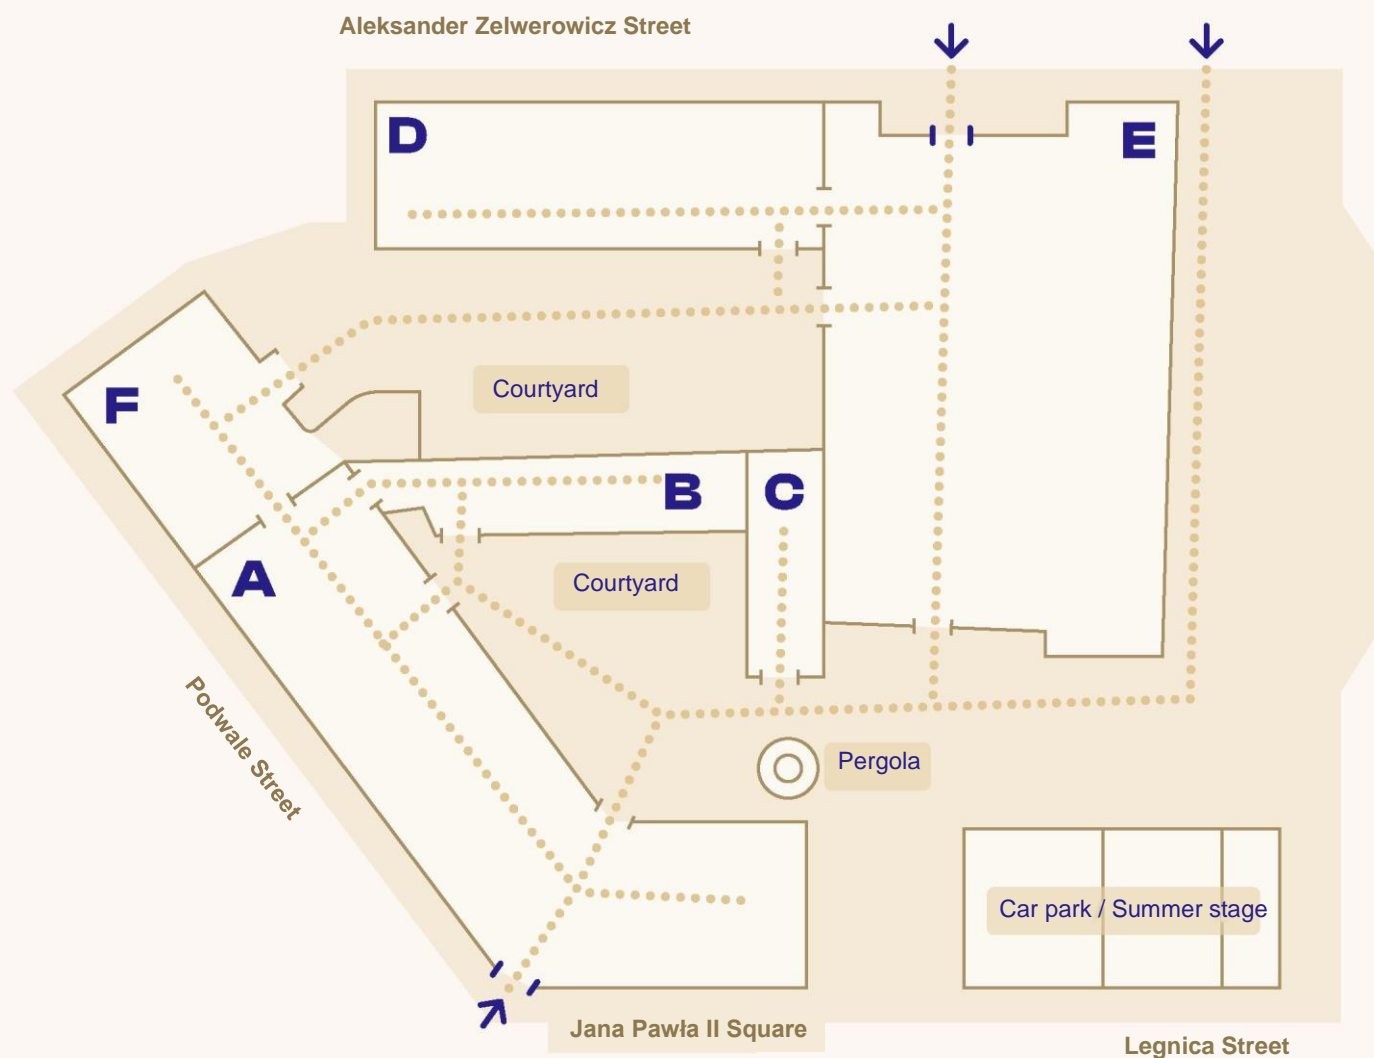 Aleksander Zelwerowicz Street
D
E
Courtyard
F
B
C
A
Courtyard
Podwale Street
Pergola
Car park / Summer stage
Jana Pawła II Square
Legnica Street